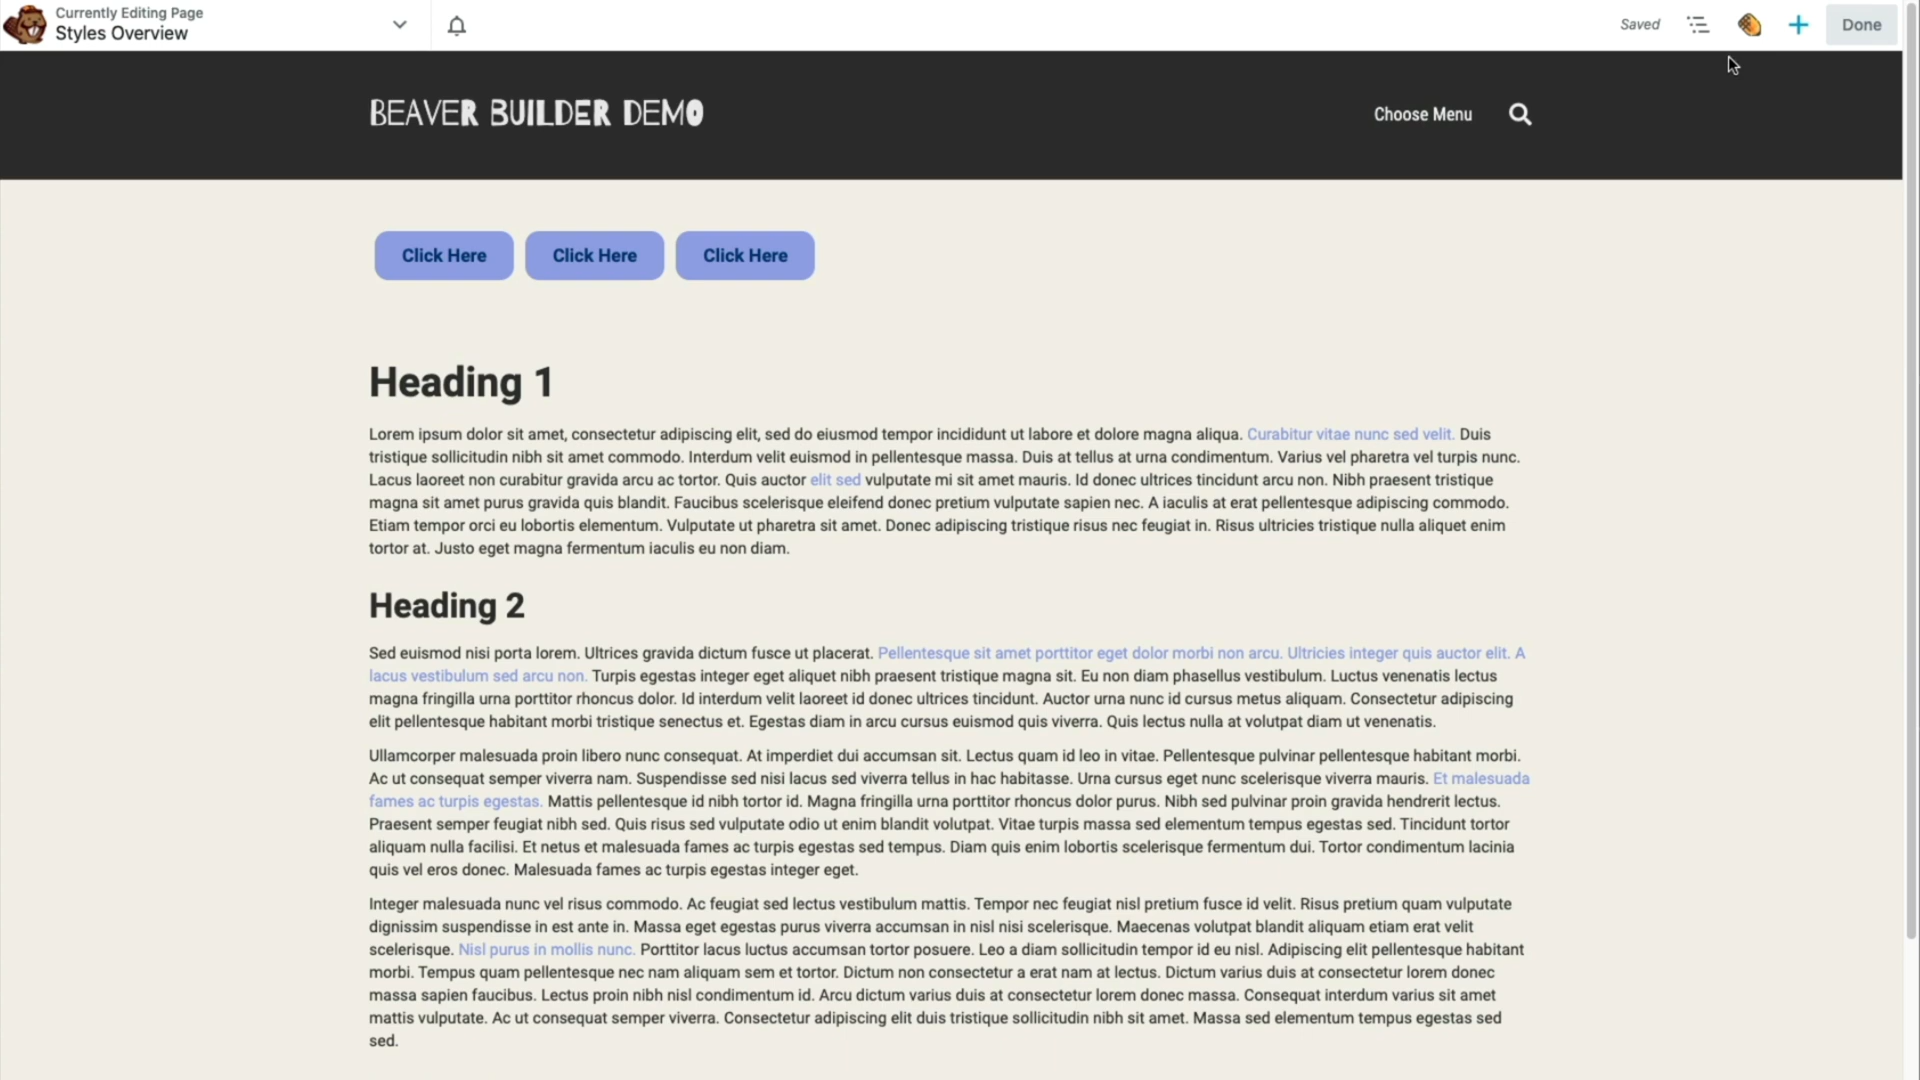 Currently Editing Page
Styles Overview
Saved
Done
BEAVER BUILDER DEMO
Choose Menu
Click Here
Click Here
Click Here
Heading 1
Lorem ipsum dolor sit amet, consectetur adipiscing elit, sed do eiusmod tempor incididunt ut labore et dolore magna aliqua. Curabitur vitae nunc sed velit. Duis
tristique sollicitudin nibh sit amet commodo. Interdum velit euismod in pellentesque massa. Duis at tellus at urna condimentum. Varius vel pharetra vel turpis nunc.
Lacus laoreet non curabitur gravida arcu ac tortor. Quis auctor elit sed vulputate mi sit amet mauris. Id donec ultrices tincidunt arcu non. Nibh praesent tristique
magna sit amet purus gravida quis blandit. Faucibus scelerisque eleifend donec pretium vulputate sapien nec. A iaculis at erat pellentesque adipiscing commodo.
Etiam tempor orci eu lobortis elementum. Vulputate ut pharetra sit amet. Donec adipiscing tristique risus nec feugiat in. Risus ultricies tristique nulla aliquet enim
tortor at. Justo eget magna fermentum iaculis eu non diam.
Heading 2
Sed euismod nisi porta lorem. Ultrices gravida dictum fusce ut placerat. Pellentesque sit amet porttitor eget dolor morbi non arcu. Ultricies integer quis auctor elit. A
lacus vestibulum sed arcu non. Turpis egestas integer eget aliquet nibh praesent tristique magna sit. Eu non diam phasellus vestibulum. Luctus venenatis lectus
magna fringilla urna porttitor rhoncus dolor. Id interdum velit laoreet id donec ultrices tincidunt. Auctor urna nunc id cursus metus aliquam. Consectetur adipiscing
elit pellentesque habitant morbi tristique senectus et. Egestas diam in arcu cursus euismod quis viverra. Quis lectus nulla at volutpat diam ut venenatis.
Ullamcorper malesuada proin libero nunc consequat. At imperdiet dui accumsan sit. Lectus quam id leo in vitae. Pellentesque pulvinar pellentesque habitant morbi.
Ac ut consequat semper viverra nam. Suspendisse sed nisi lacus sed viverra tellus in hac habitasse. Urna cursus eget nunc scelerisque viverra mauris. Et malesuada
fames ac turpis egestas. Mattis pellentesque id nibh tortor id. Magna fringilla urna porttitor rhoncus dolor purus. Nibh sed pulvinar proin gravida hendrerit lectus.
Praesent semper feugiat nibh sed. Quis risus sed vulputate odio ut enim blandit volutpat. Vitae turpis massa sed elementum tempus egestas sed. Tincidunt tortor
aliquam nulla facilisi. Et netus et malesuada fames ac turpis egestas sed tempus. Diam quis enim lobortis scelerisque fermentum dui. Tortor condimentum lacinia
quis vel eros donec. Malesuada fames ac turpis egestas integer eget.
Integer malesuada nunc vel risus commodo. Ac feugiat sed lectus vestibulum mattis. Tempor nec feugiat nisl pretium fusce id velit. Risus pretium quam vulputate
dignissim suspendisse in est ante in. Massa eget egestas purus viverra accumsan in nisl nisi scelerisque. Maecenas volutpat blandit aliquam etiam erat velit
scelerisque. Nisl purus in mollis nunc. Porttitor lacus luctus accumsan tortor posuere. Leo a diam sollicitudin tempor id eu nisl. Adipiscing elit pellentesque habitant
morbi. Tempus quam pellentesque nec nam aliquam sem et tortor. Dictum non consectetur a erat nam at lectus. Dictum varius duis at consectetur lorem donec
massa sapien faucibus. Lectus proin nibh nisl condimentum id. Arcu dictum varius duis at consectetur lorem donec massa. Consequat interdum varius sit amet
mattis vulputate. Ac ut consequat semper viverra. Consectetur adipiscing elit duis tristique sollicitudin nibh sit amet. Massa sed elementum tempus egestas sed
sed.